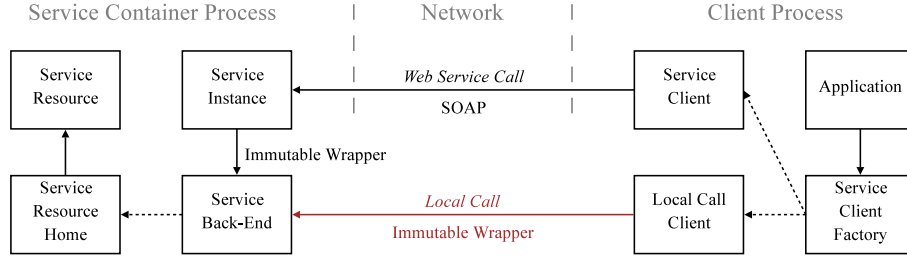 Service Container Process
Network
Client Process
Service
Resource
Service
Instance
Web Service Call
SOAP
Service
Client
Application
Immutable Wrapper
Service
Resource
Home
Service
Back-End
Local Call
Immutable Wrapper
Local Call
Client
Service
Client
Factory